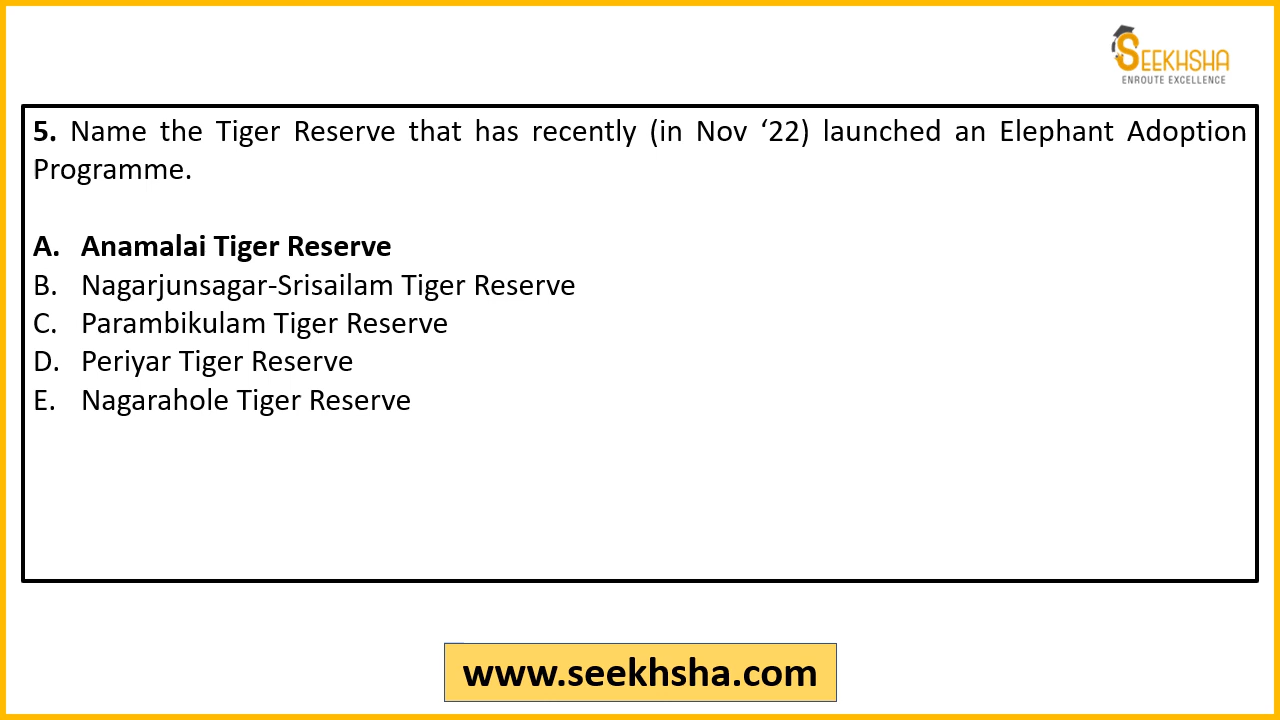 SEEKHSHA
ENROUTE EXCELLENCE
5. Name the Tiger Reserve that has recently (in Nov ‘22) launched an Elephant Adoption
Programme.
A. Anamalai Tiger Reserve
B. Nagarjunsagar-Srisailam Tiger Reserve
C. Parambikulam Tiger Reserve
D. Periyar Tiger Reserve
E. Nagarahole Tiger Reserve
www.seekhsha.com